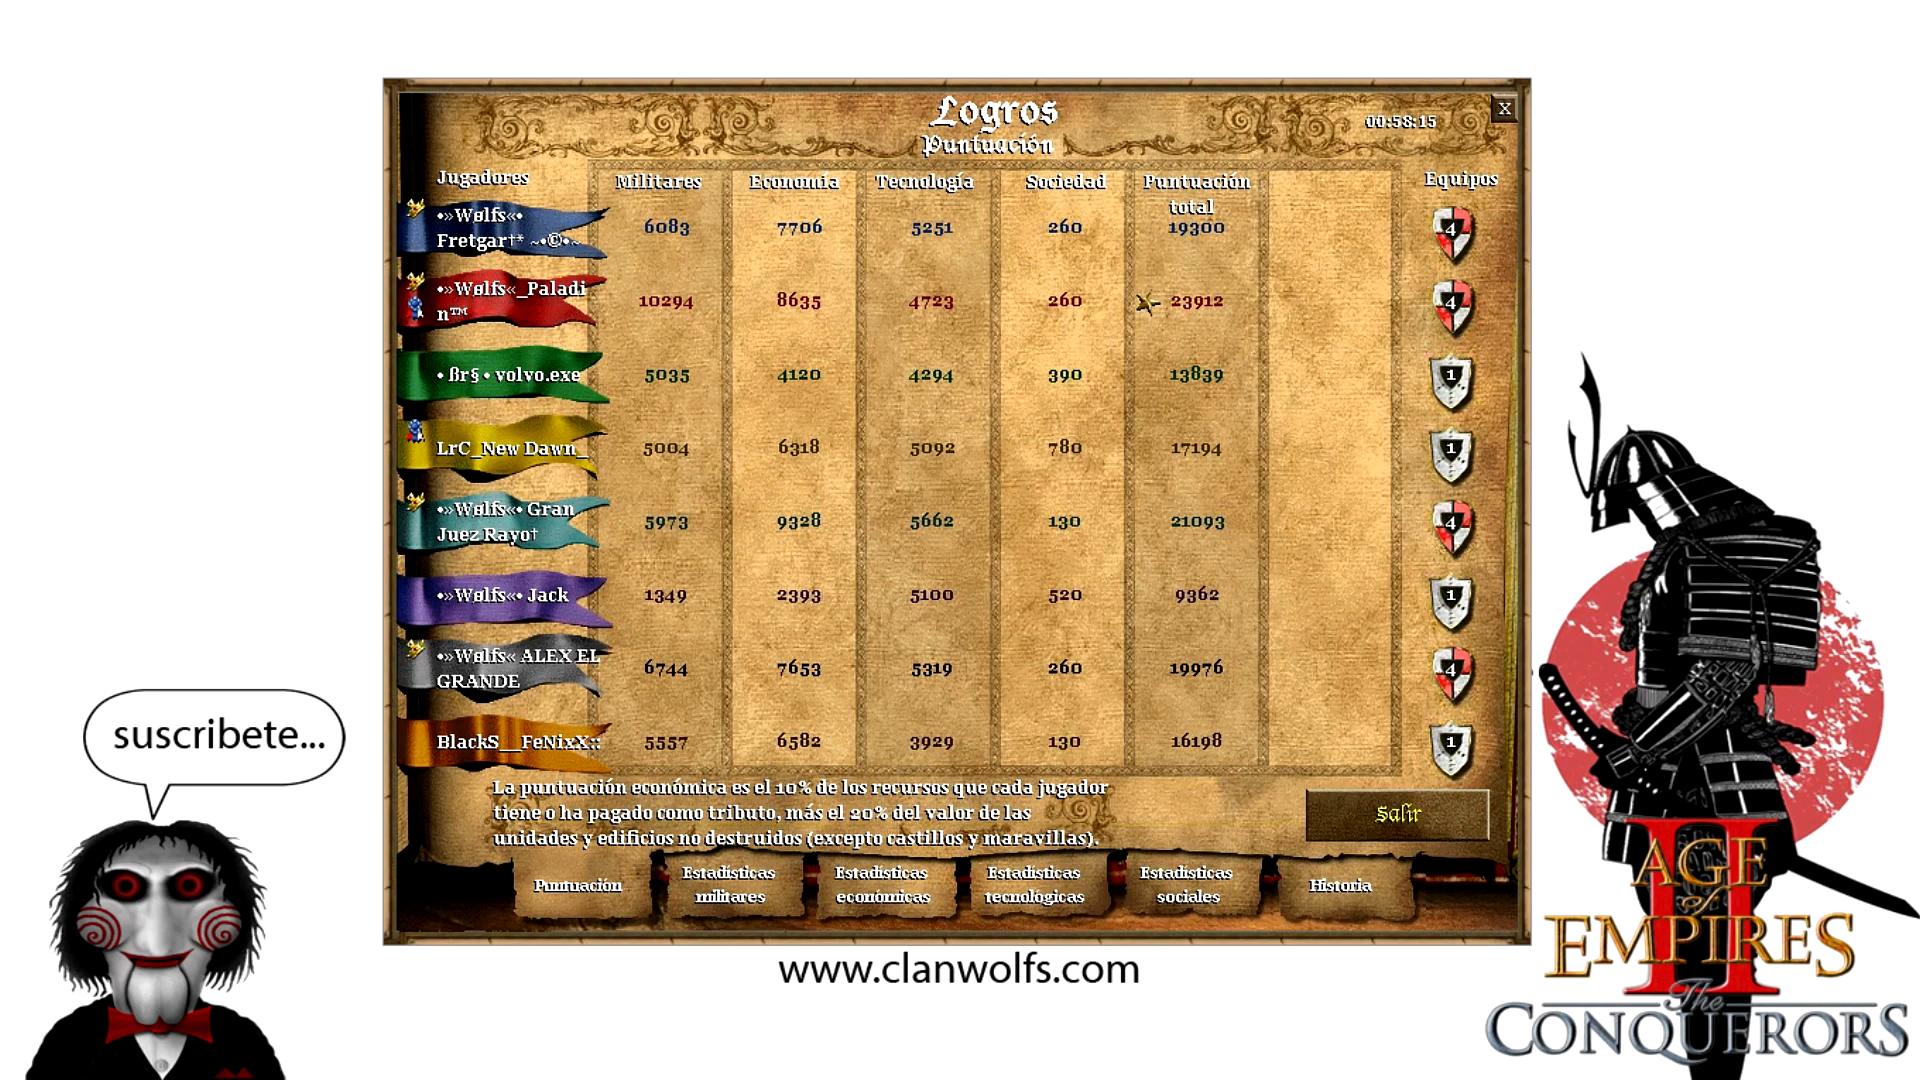 Logros
Puntuación
00:58:15
X
Jugadores
Militares
Economía
Tecnología
Sociedad
Puntuación
total
Equipos
•»Wølfs«•
Fretgar†* ~•©•~
6083
7706
5251
260
19300
4
•»Wølfs«_Paladi
n™
10294
8635
4723
260
23912
4
• ßr§ • volvo.exe
5035
4120
4294
390
13839
1
LrC_New Dawn_
5004
6318
5092
780
17194
1
•»Wølfs«• Gran
Juez Rayo†
5973
9328
5662
130
21093
4
•»Wølfs«• Jack
1349
2393
5100
520
9362
1
•»Wølfs« ALEX EL
GRANDE
6744
7653
5319
260
19976
4
BlackS__FeNixX::
5557
6582
3929
130
16198
1
La puntuación económica es el 10% de los recursos que cada jugador
tiene o ha pagado como tributo, más el 20% del valor de las
unidades y edificios no destruidos (excepto castillos y maravillas).
Salir
Puntuación
Estadísticas
militares
Estadísticas
económicas
Estadísticas
tecnológicas
Estadísticas
sociales
Historia
suscribete...
www.clanwolfs.com
AGE
of
EMPIRES
II
The
CONQUERORS